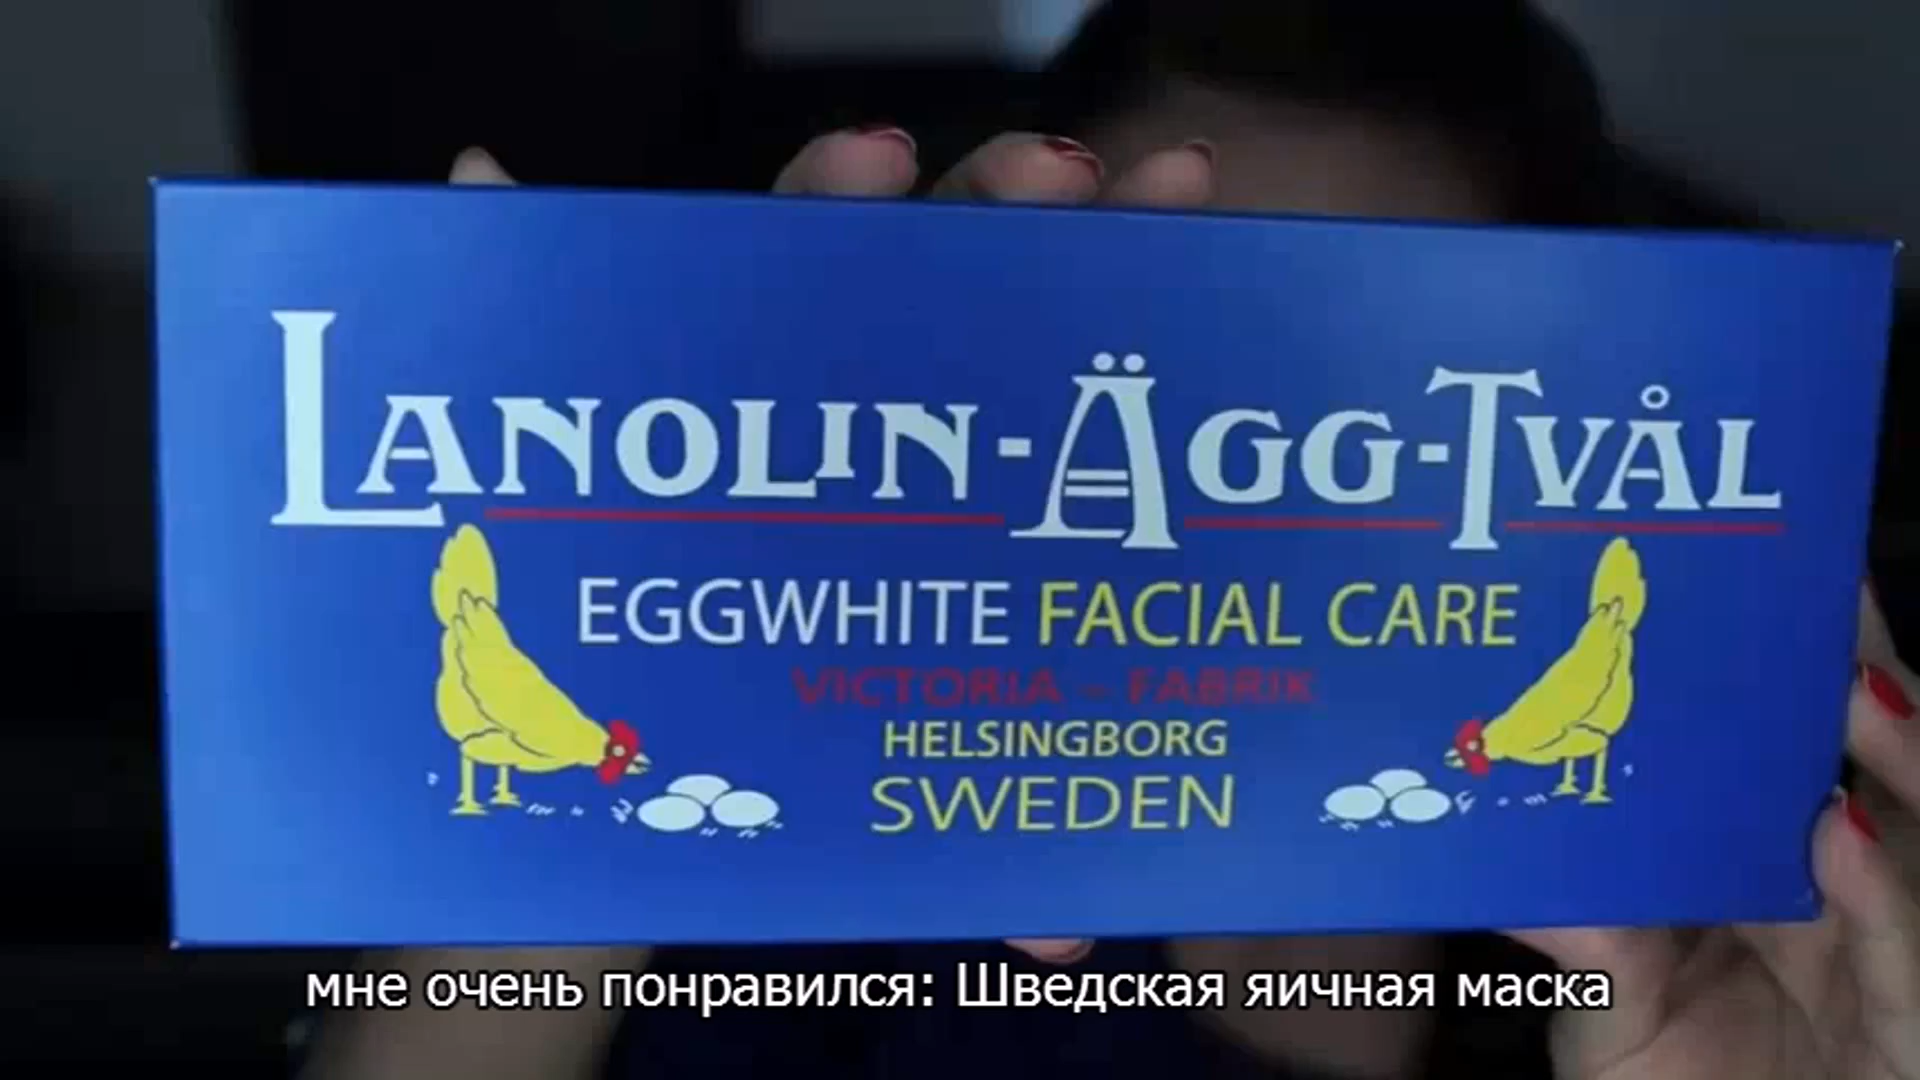 LANOLIN-ÄGG-TVÅL
EGGWHITE FACIAL CARE
VICTORIA - FABRIK
HELSINGBORG
SWEDEN
мне очень понравился: Шведская яичная маска